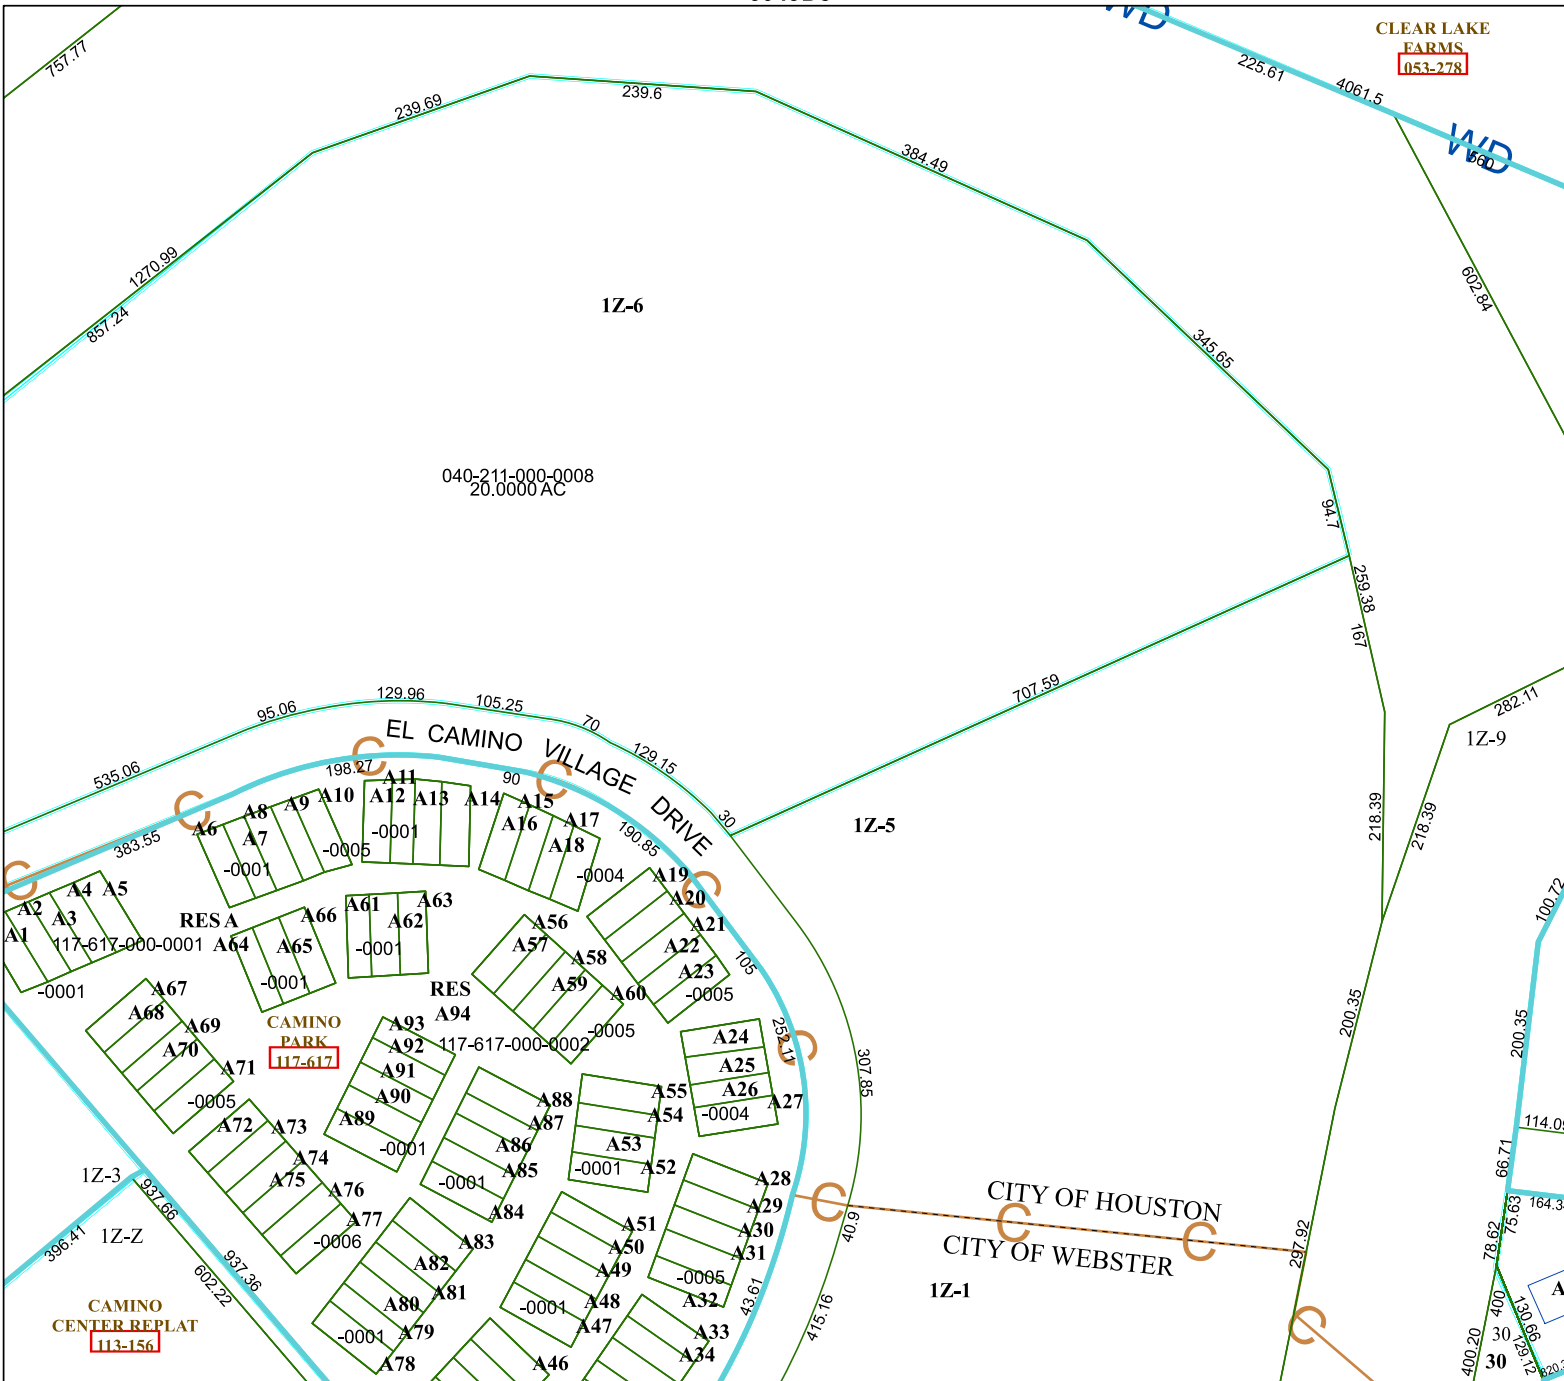 WD
CLEAR LAKE
FARMS
053-278
757.77
225.61
4061.5
239.69
239.6
384.49
WD
560
1270.99
857.24
1Z-6
602.84
345.65
040-211-000-0008
20.0000 AC
94.7
259.38
167
707.59
282.11
1Z-9
129.96
105.25
95.06
70
129.15
535.06
30
EL CAMINO VILLAGE DRIVE
218.39
218.39
1Z-5
198.27
90
190.85
383.55
C
C
C
C
C
C
C
C
C
C
A11
A12
A13
A14
A15
A16
A17
A18
A10
A9
A8
A7
A6
-0001
-0005
-0001
-0004
A5
A4
A3
A2
A1
117-617-000-0001
-0001
RES A
A66
A65
A64
-0001
A61
A62
A63
-0001
A56
A57
A58
A59
A60
-0005
A19
A20
A21
A22
A23
-0005
105
100.72
RES
A94
117-617-000-0002
CAMINO
PARK
117-617
A67
A68
A69
A70
A71
-0005
A93
A92
A91
A90
A89
-0001
A24
A25
A26
A27
-0004
252.11
307.85
200.35
200.35
114.09
A88
A87
A86
A85
A84
-0001
A55
A54
A53
A52
-0001
A72
A73
A74
A75
A76
A77
-0006
A28
A29
A30
A31
A32
-0005
1Z-3
937.66
1Z-Z
396.41
937.36
602.22
A83
A82
A81
A80
A79
A78
-0001
A51
A50
A49
A48
A47
-0001
A46
A33
A34
43.61
40.9
415.16
CITY OF HOUSTON
CITY OF WEBSTER
1Z-1
297.92
66.71
75.63
78.62
400
400.20
130.66
129.12
30
30
CAMINO
CENTER REPLAT
113-156